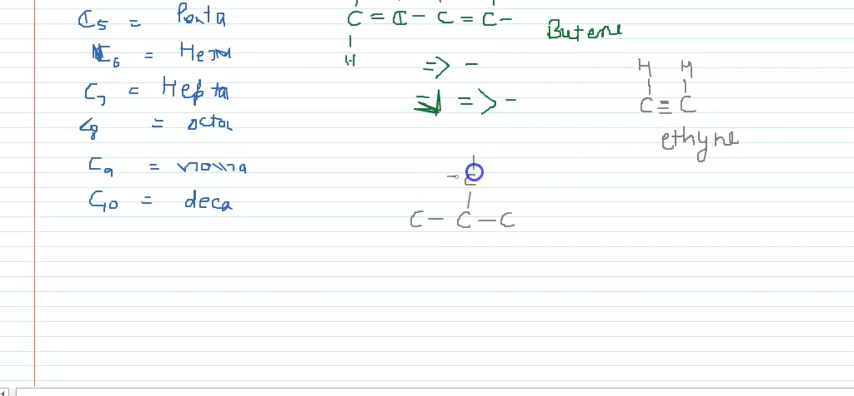 C5 = Penta
C6 = Hexa
C7 = Hepta
C8 = octa
C9 = nona
C10 = deca
C = C - C = C -
H
Butene
=> -
=> -
H H
C ≡ C
ethyne
- C
C - C - C